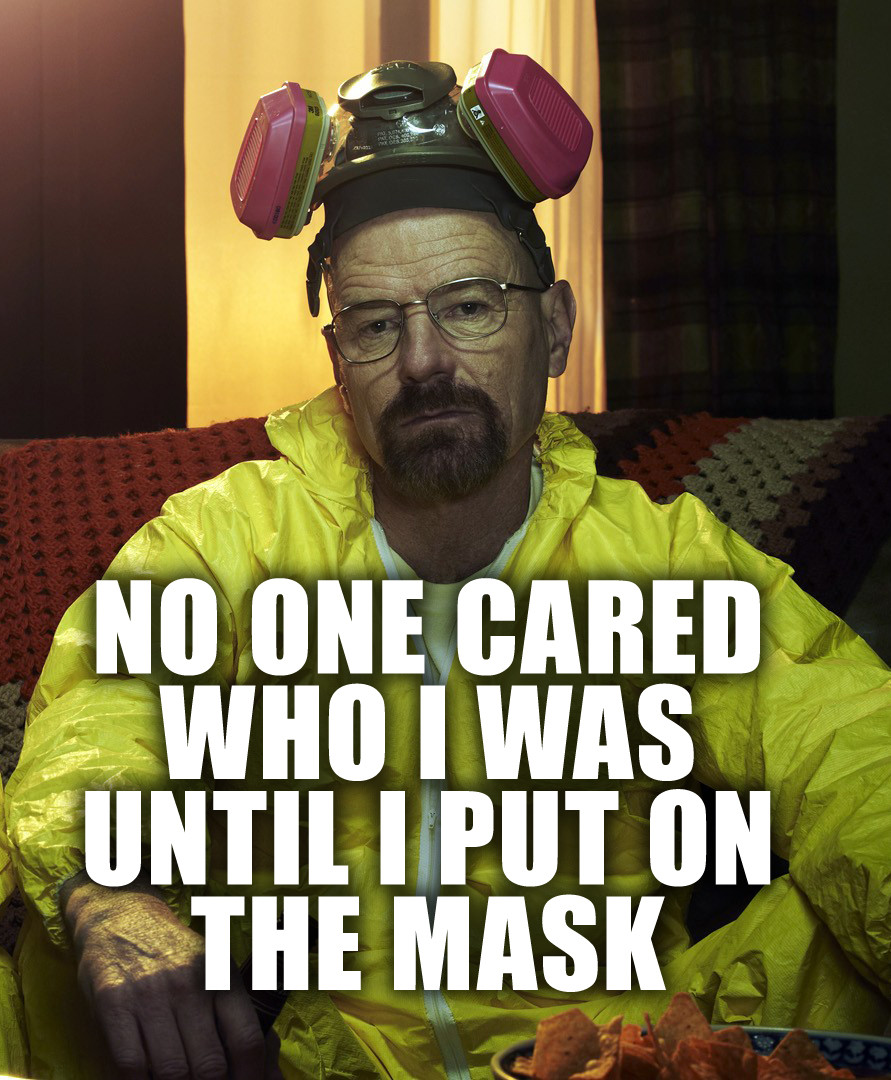 NO ONE CARED
WHO I WAS
UNTIL I PUT ON
THE MASK